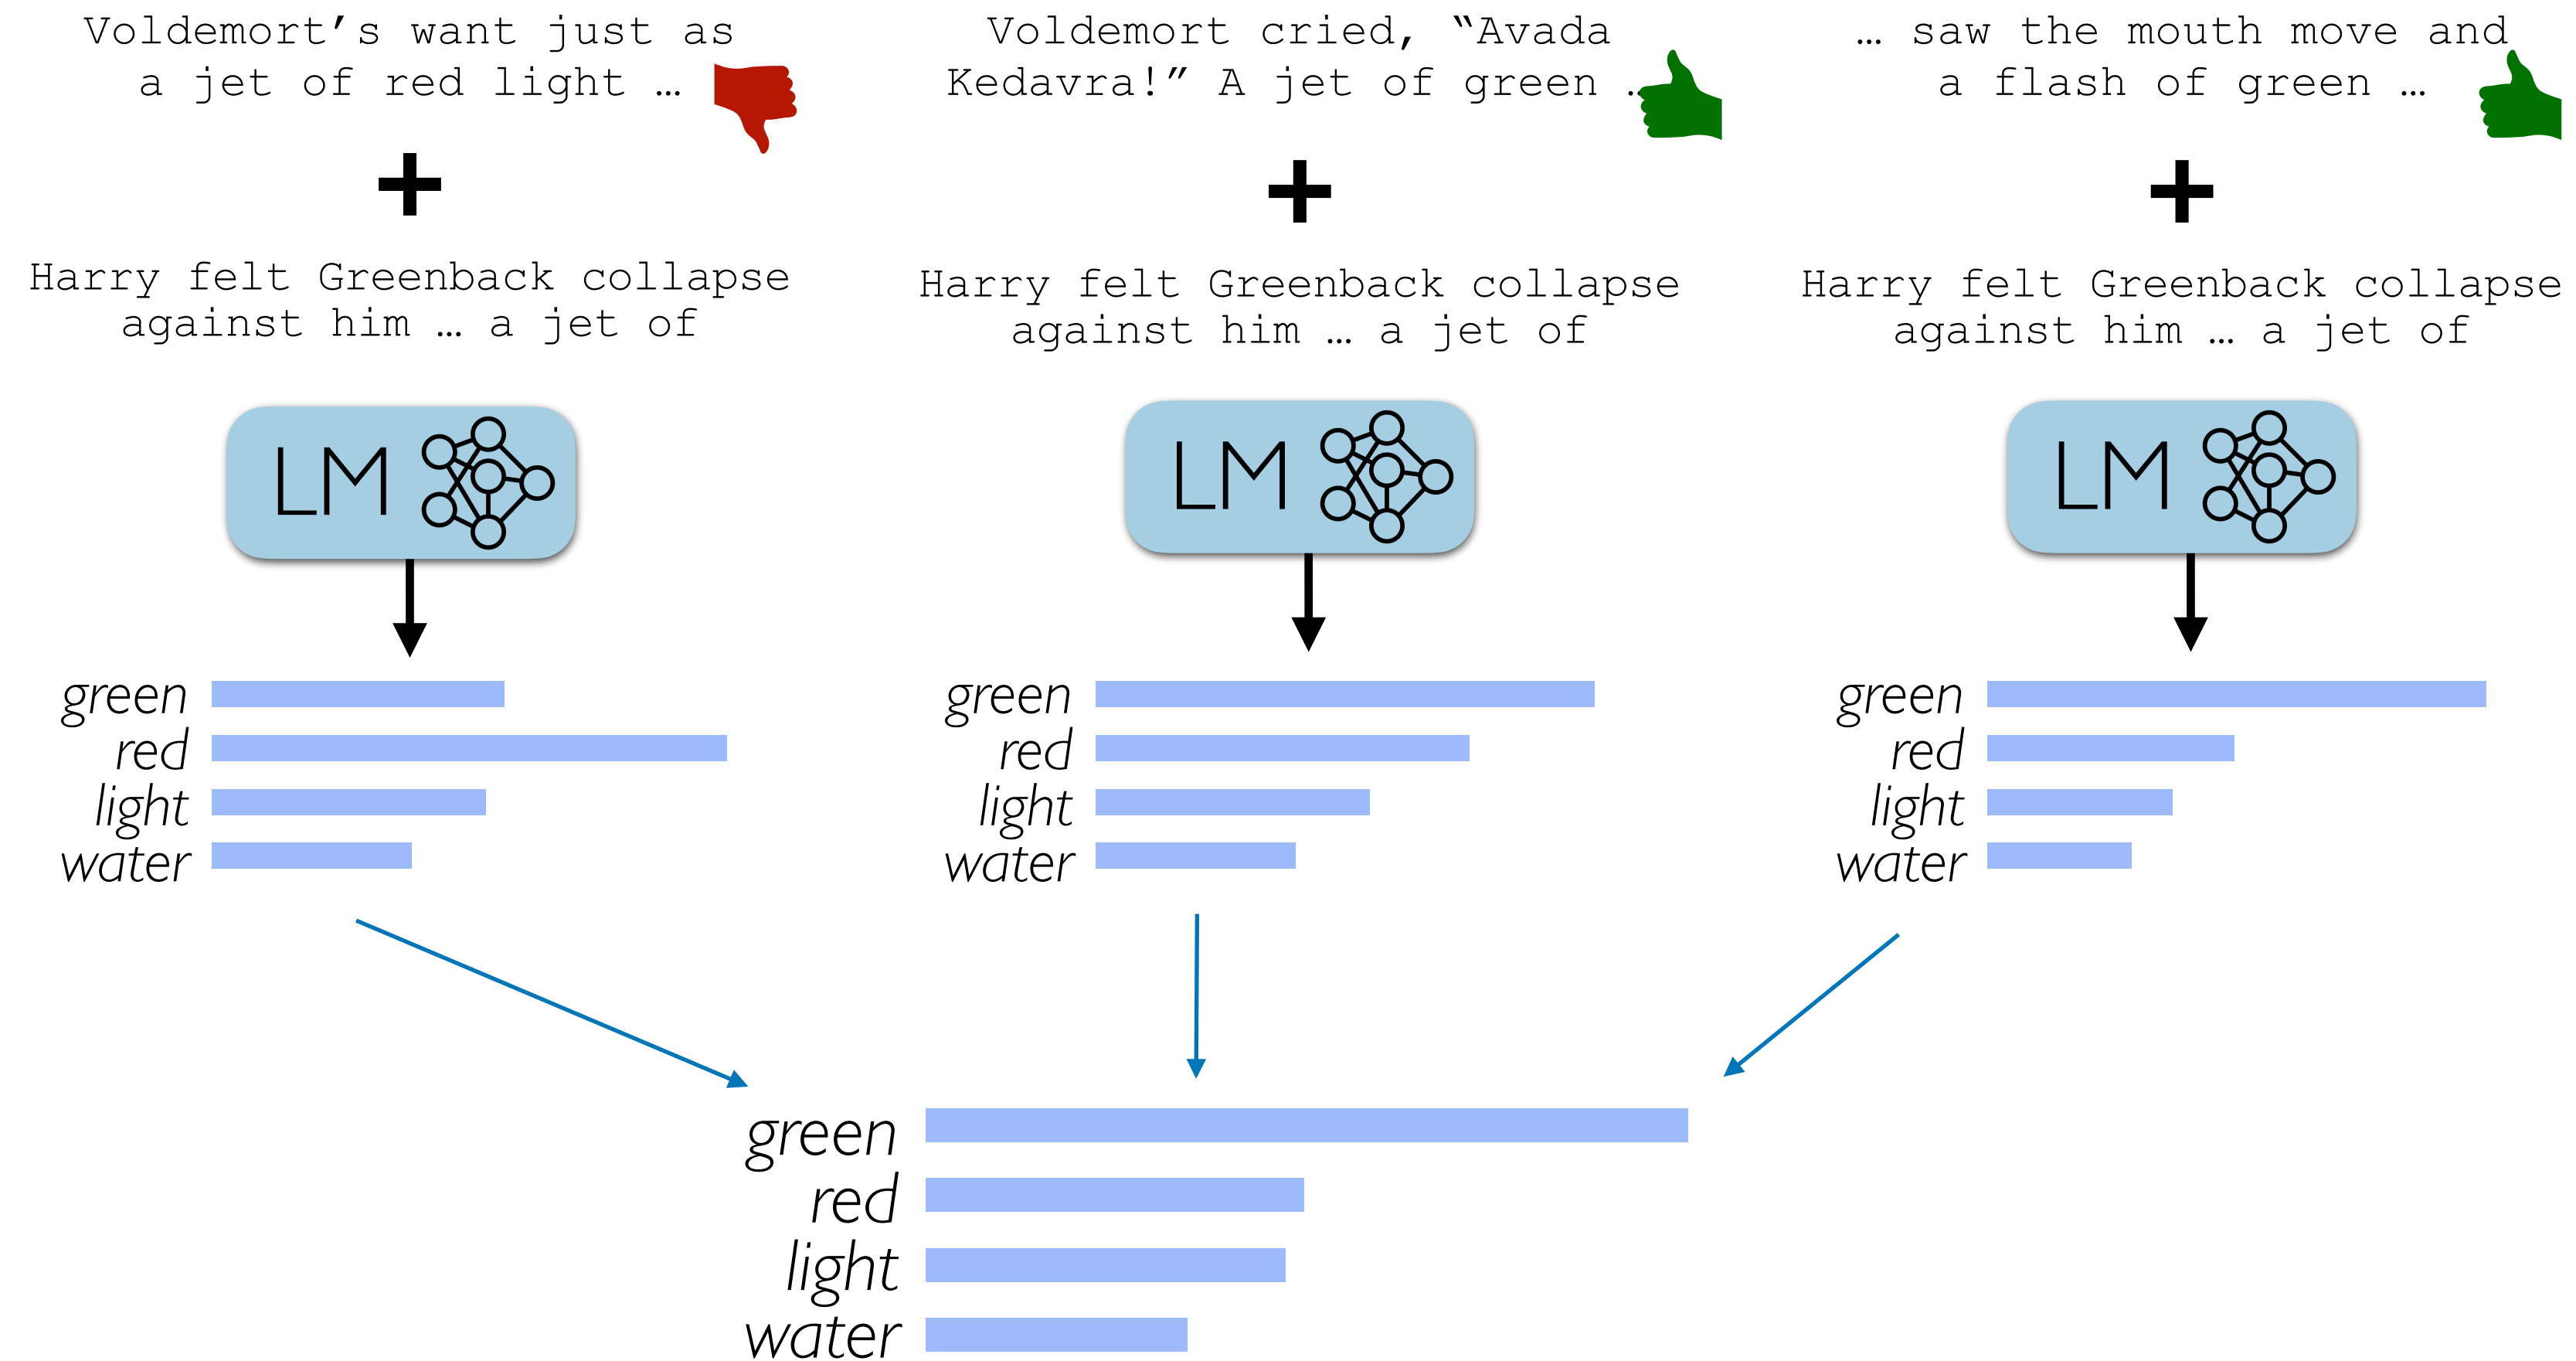 Voldemort’s want just as
a jet of red light …
Voldemort cried, “Avada
Kedavra!” A jet of green …
… saw the mouth move and
a flash of green …
Harry felt Greenback collapse
against him … a jet of
Harry felt Greenback collapse
against him … a jet of
Harry felt Greenback collapse
against him … a jet of
LM
LM
LM
green
red
light
water
green
red
light
water
green
red
light
water
green
red
light
water